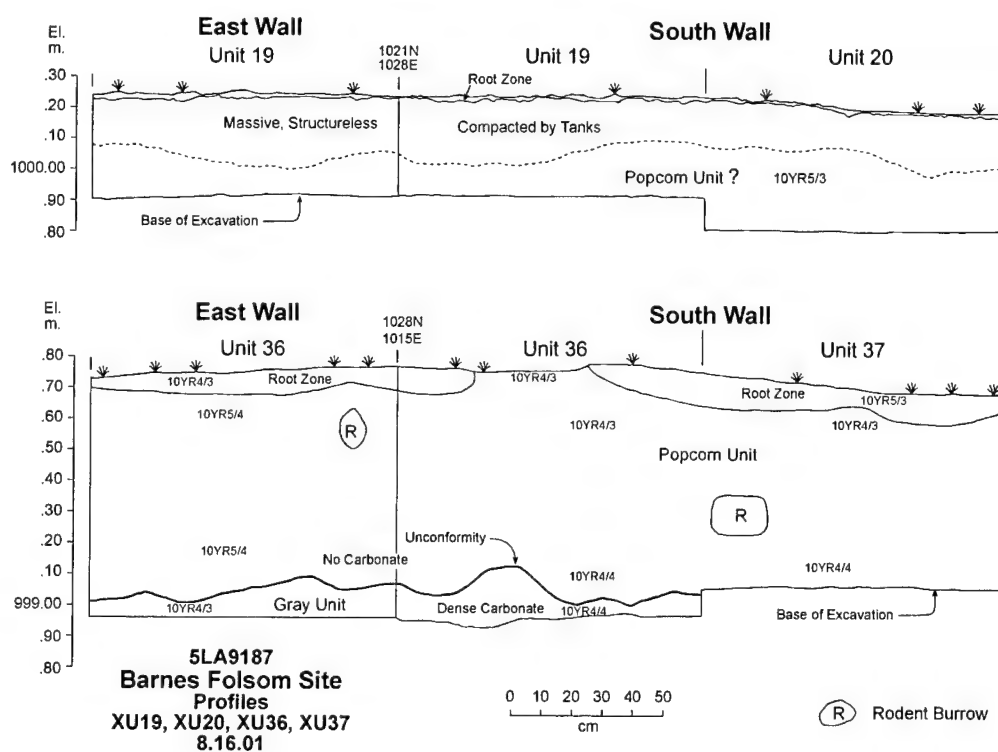 East Wall
South Wall
El.
m.
Unit 19
1021N
1028E
Unit 19
Unit 20
.30
.20
.10
1000.00
.90
.80
Root Zone
Massive, Structureless
Compacted by Tanks
Popcorn Unit ?
10YR5/3
Base of Excavation
East Wall
South Wall
El.
m.
Unit 36
1028N
1015E
Unit 36
Unit 37
.80
.70
.60
.50
.40
.30
.20
.10
999.00
.90
.80
10YR4/3
Root Zone
10YR4/3
Root Zone
10YR5/3
10YR5/4
R
10YR4/3
10YR4/3
Popcorn Unit
R
Unconformity
10YR5/4
No Carbonate
10YR4/4
10YR4/4
10YR4/3
Gray Unit
Dense Carbonate
10YR4/4
Base of Excavation
5LA9187
Barnes Folsom Site
Profiles
XU19, XU20, XU36, XU37
8.16.01
0 10 20 30 40 50
cm
R Rodent Burrow